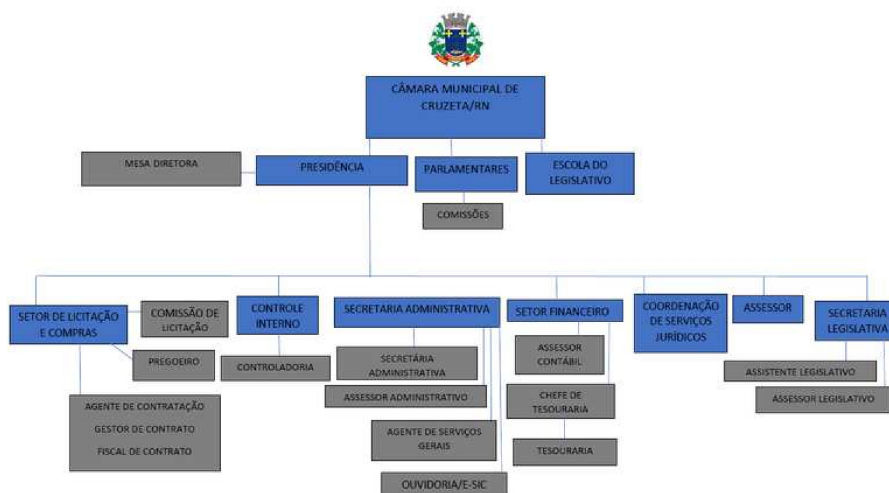 CÂMARA MUNICIPAL DE
CRUZETA/RN
MESA DIRETORA
PRESIDÊNCIA
PARLAMENTARES
ESCOLA DO
LEGISLATIVO
COMISSÕES
SETOR DE LICITAÇÃO
E COMPRAS
COMISSÃO DE
LICITAÇÃO
PREGOEIRO
AGENTE DE CONTRATAÇÃO
GESTOR DE CONTRATO
FISCAL DE CONTRATO
CONTROLE
INTERNO
CONTROLADORIA
SECRETARIA ADMINISTRATIVA
SECRETÁRIA
ADMINISTRATIVA
ASSESSOR ADMINISTRATIVO
AGENTE DE SERVIÇOS
GERAIS
OUVIDORIA/E-SIC
SETOR FINANCEIRO
ASSESSOR
CONTÁBIL
CHEFE DE
TESOURARIA
TESOURARIA
COORDENAÇÃO
DE SERVIÇOS
JURÍDICOS
ASSESSOR
SECRETARIA
LEGISLATIVA
ASSISTENTE LEGISLATIVO
ASSESSOR LEGISLATIVO